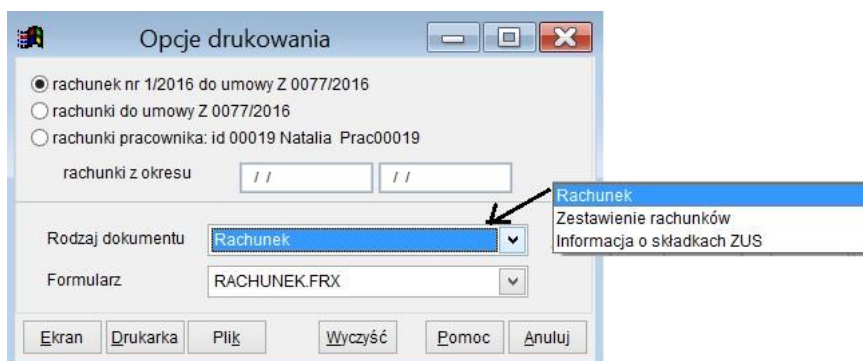 Opcje drukowania
rachunek nr 1/2016 do umowy Z 0077/2016
rachunki do umowy Z 0077/2016
rachunki pracownika: id 00019 Natalia Prac00019
rachunki z okresu / / / /
Rodzaj dokumentu Rachunek
Formularz RACHUNEK.FRX
Ekran Drukarka Plik Wyczyść Pomoc Anuluj
Rachunek
Zestawienie rachunków
Informacja o składkach ZUS